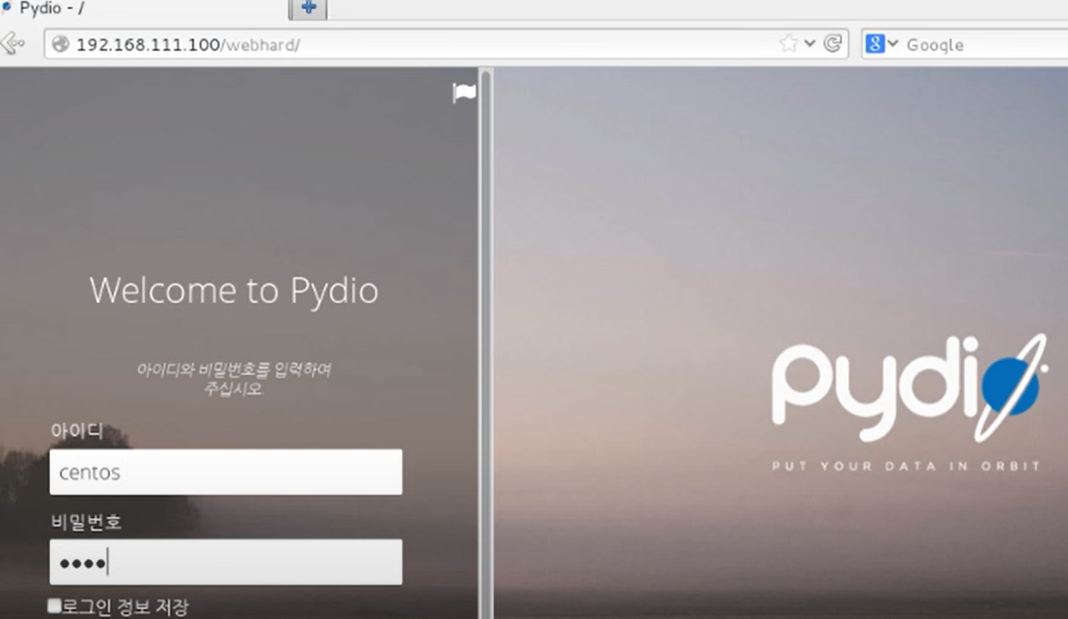 Pydio - /
192.168.111.100/webhard/
Google
Welcome to Pydio
아이디와 비밀번호를 입력하여
주십시오.
아이디
centos
비밀번호
••••
로그인 정보 저장
pydio
PUT YOUR DATA IN ORBIT